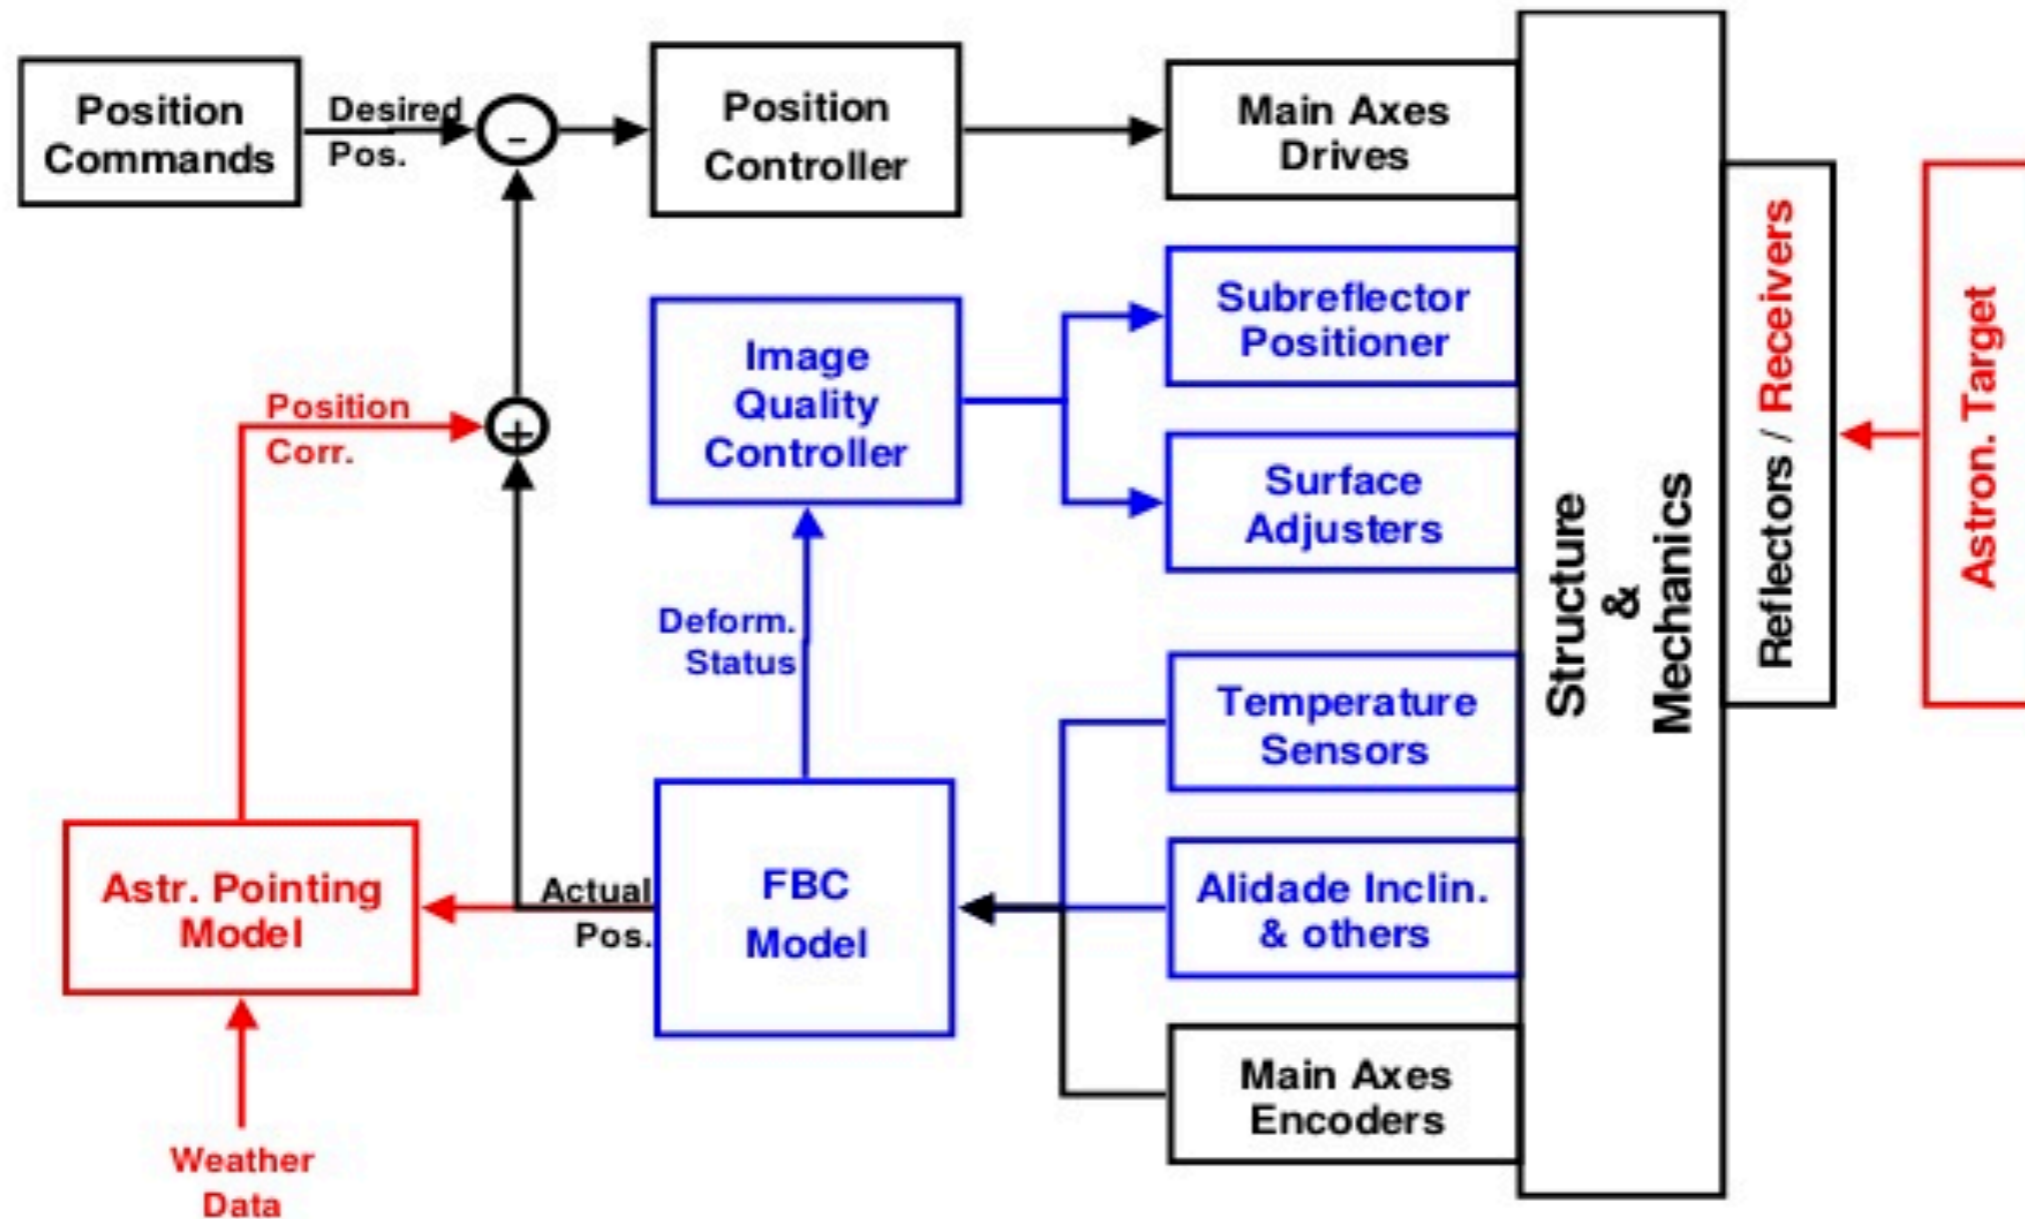 Position
Commands
Desired
Pos.
-
Position
Controller
Main Axes
Drives
Subreflector
Positioner
Image
Quality
Controller
Position
Corr.
+
Surface
Adjusters
Deform.
Status
Temperature
Sensors
Astr. Pointing
Model
Actual
Pos.
FBC
Model
Alidade Inclin.
& others
Main Axes
Encoders
Weather
Data
Structure
&
Mechanics
Reflectors / Receivers
Astron. Target